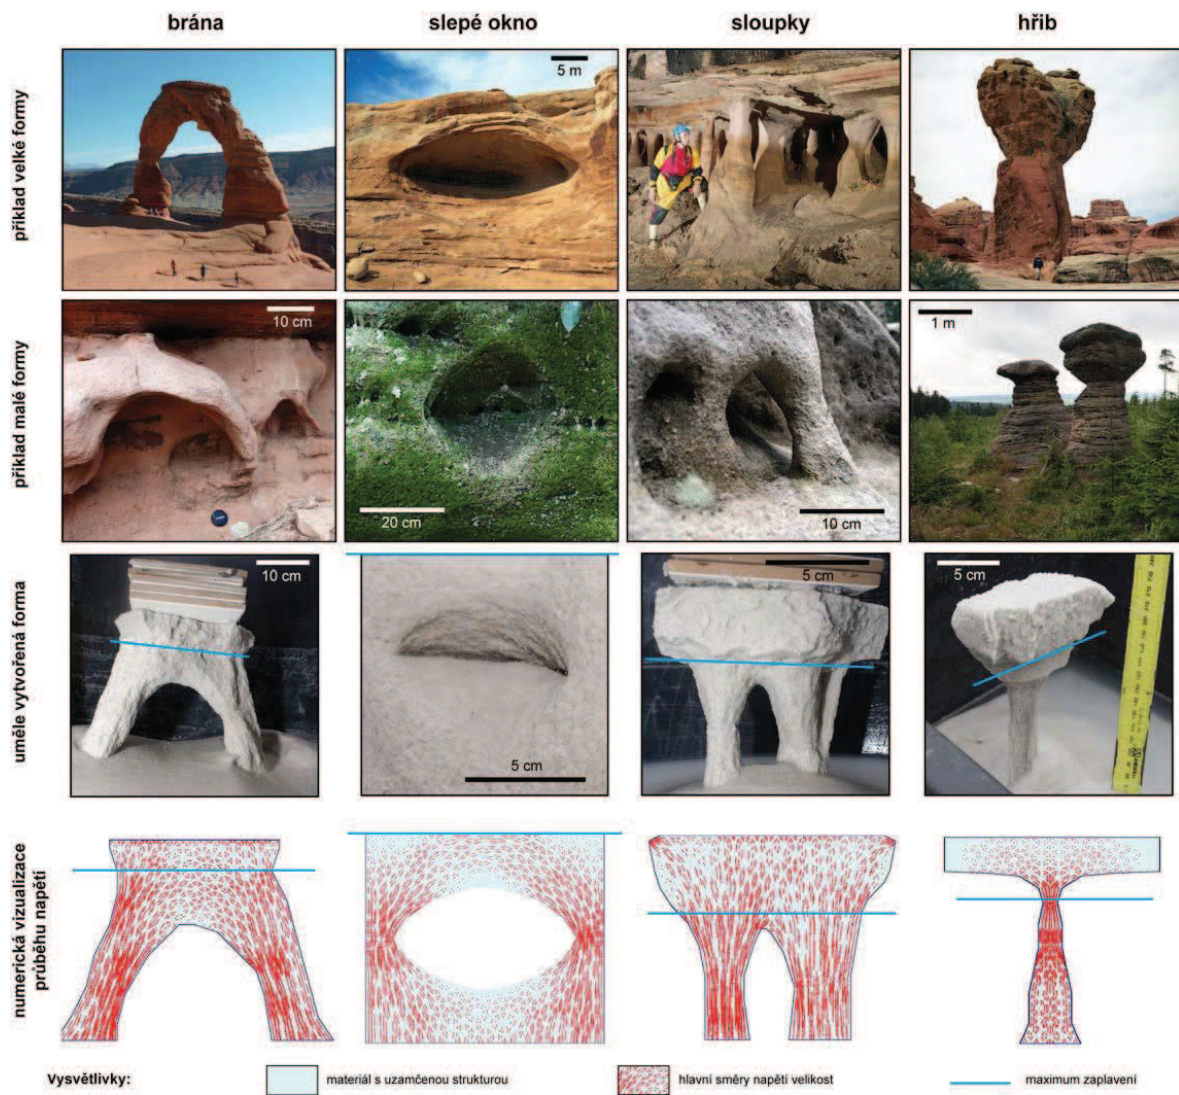 brána
slepé okno
sloupky
hřib
příklad velké formy
5 m
příklad malé formy
10 cm
20 cm
10 cm
1 m
uměle vytvořená forma
10 cm
5 cm
5 cm
5 cm
numerická vizualizace
průběhu napětí
Vysvětlivky:
materiál s uzamčenou strukturou
hlavní směry napětí velikost
maximum zaplavení